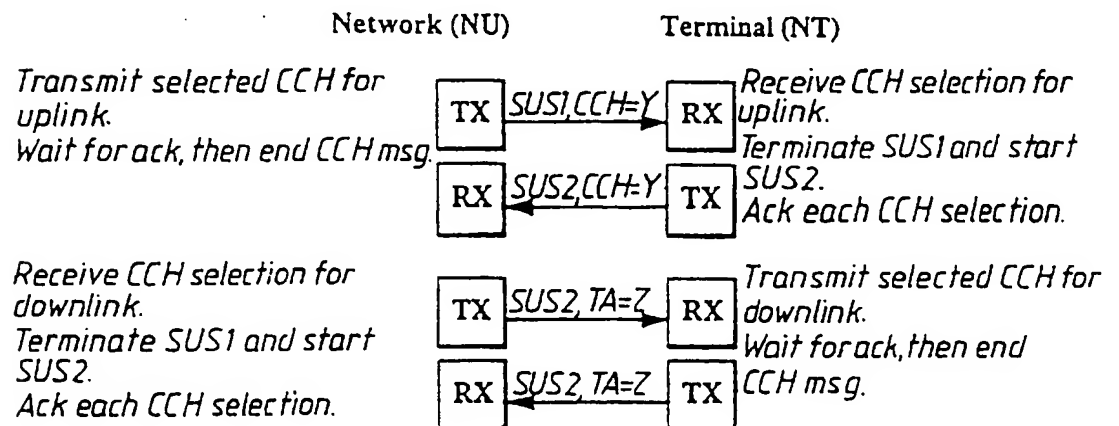 Network (NU) Terminal (NT)
Transmit selected CCH for
uplink.
Wait for ack, then end CCH msg.
TX SUS1,CCH=Y RX
RX SUS2,CCH=Y TX
Receive CCH selection for
uplink.
Terminate SUS1 and start
SUS2.
Ack each CCH selection.
Receive CCH selection for
downlink.
Terminate SUS1 and start
SUS2.
Ack each CCH selection.
TX SUS2, TA=Z RX
RX SUS2, TA=Z TX
Transmit selected CCH for
downlink.
Wait for ack, then end
CCH msg.